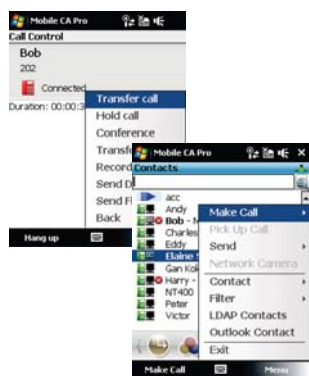 Mobile CA Pro
Call Control
Bob
202
Connected
Duration: 00:00:3
Transfer call
Hold call
Conference
Transf
Record
Send D
Send F
Back
Hang up
Mobile CA Pro
Contacts
acc
Andy
Bob - N
Charles
Eddy
Elaine S
Gan Kok
Harry -
NT400
Peter
Victor
Make Call
Pick Up Call
Send
Network Camera
Contact
Filter
LDAP Contacts
Outlook Contact
Exit
Make Call
Menu